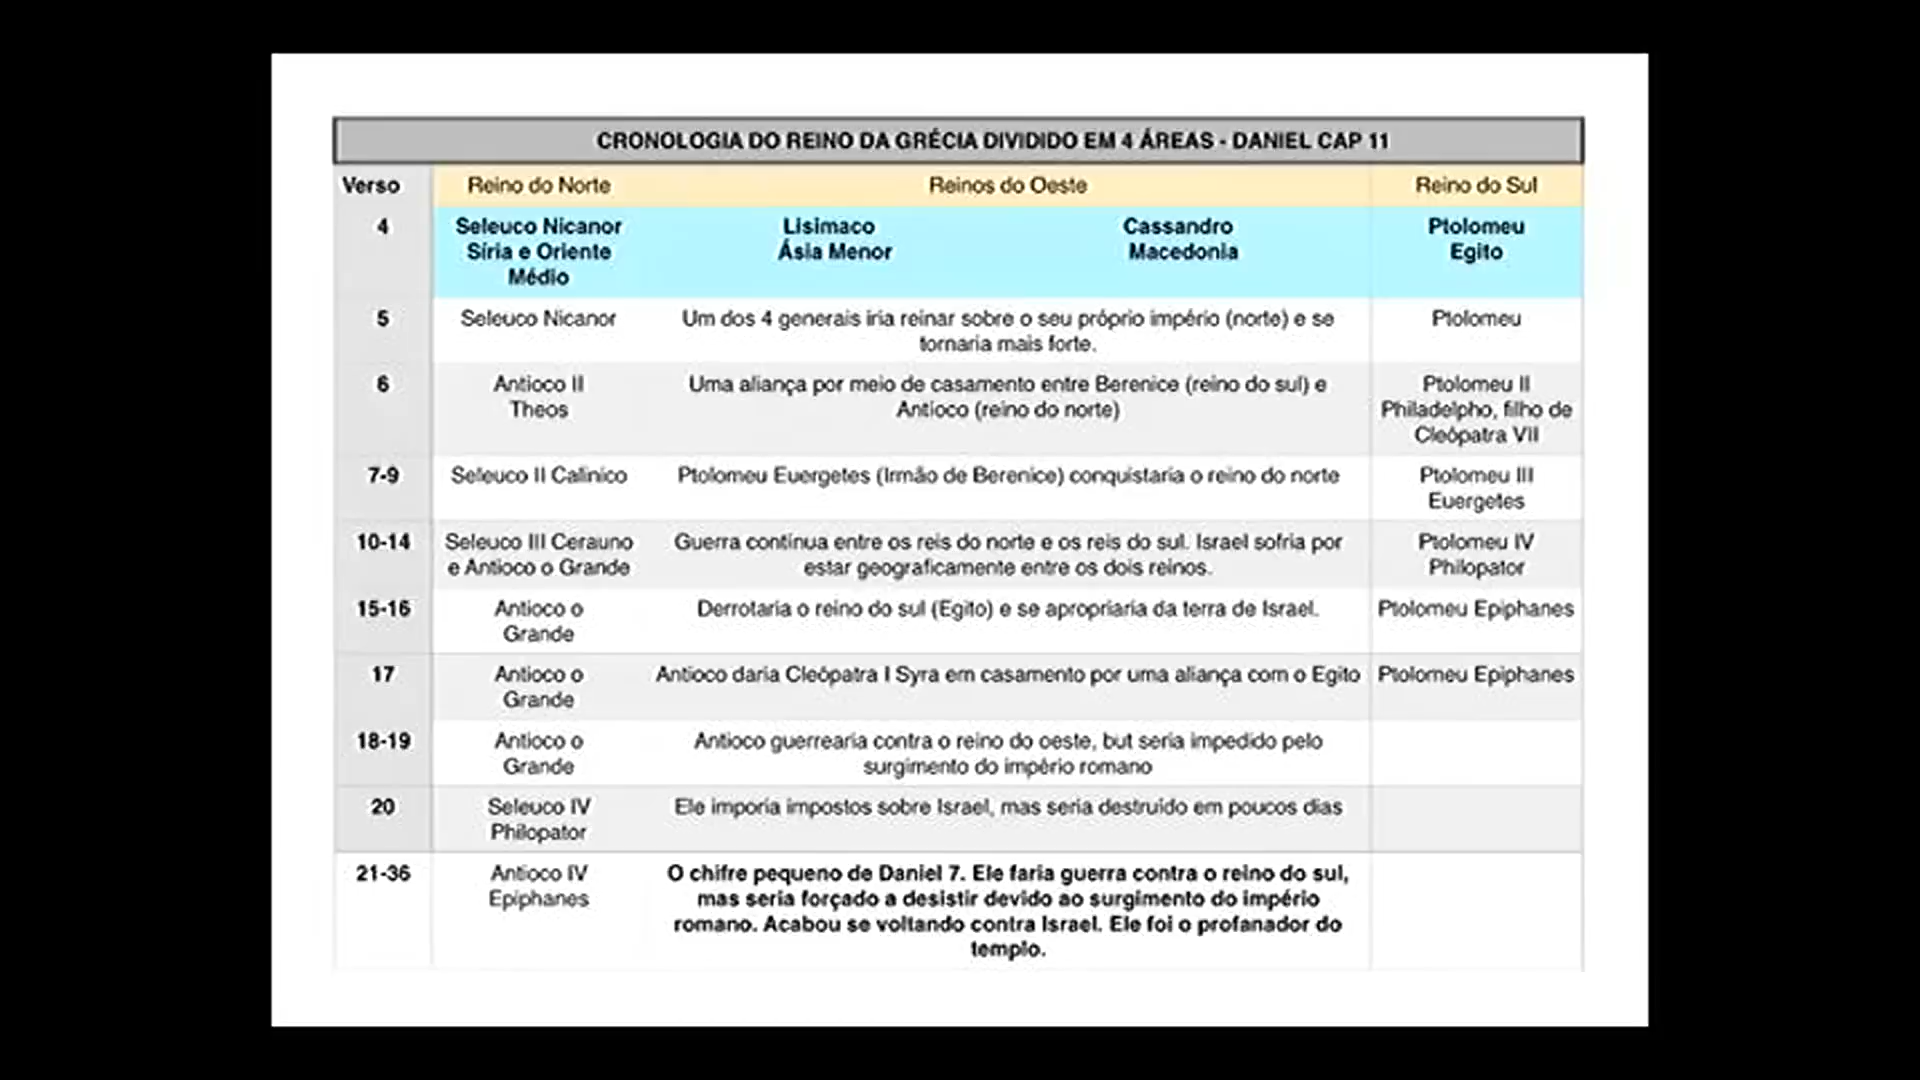 CRONOLOGIA DO REINO DA GRÉCIA DIVIDIDO EM 4 ÁREAS - DANIEL CAP 11
Verso Reino do Norte Reinos do Oeste Reino do Sul
4 Seleuco Nicanor Lisimaco Cassandro Ptolomeu
Síria e Oriente Ásia Menor Macedonia Egito
Médio
5 Seleuco Nicanor Um dos 4 generais iria reinar sobre o seu próprio império (norte) e se Ptolomeu
tornaria mais forte.
6 Antioco II Uma aliança por meio de casamento entre Berenice (reino do sul) e Ptolomeu II
Theos Antioco (reino do norte) Philadelpho, filho de
Cleópatra VII
7-9 Seleuco II Calinico Ptolomeu Euergetes (Irmão de Berenice) conquistaria o reino do norte Ptolomeu III
Euergetes
10-14 Seleuco III Cerauno Guerra continua entre os reis do norte e os reis do sul. Israel sofria por Ptolomeu IV
e Antioco o Grande estar geograficamente entre os dois reinos. Philopator
15-16 Antioco o Derrotaria o reino do sul (Egito) e se apropriaria da terra de Israel. Ptolomeu Epiphanes
Grande
17 Antioco o Antioco daria Cleópatra I Syra em casamento por uma aliança com o Egito Ptolomeu Epiphanes
Grande
18-19 Antioco o Antioco guerrearia contra o reino do oeste, but seria impedido pelo
Grande surgimento do império romano
20 Seleuco IV Ele imporia impostos sobre Israel, mas seria destruído em poucos dias
Philopator
21-36 Antioco IV O chifre pequeno de Daniel 7. Ele faria guerra contra o reino do sul,
Epiphanes mas seria forçado a desistir devido ao surgimento do império
romano. Acabou se voltando contra Israel. Ele foi o profanador do
templo.